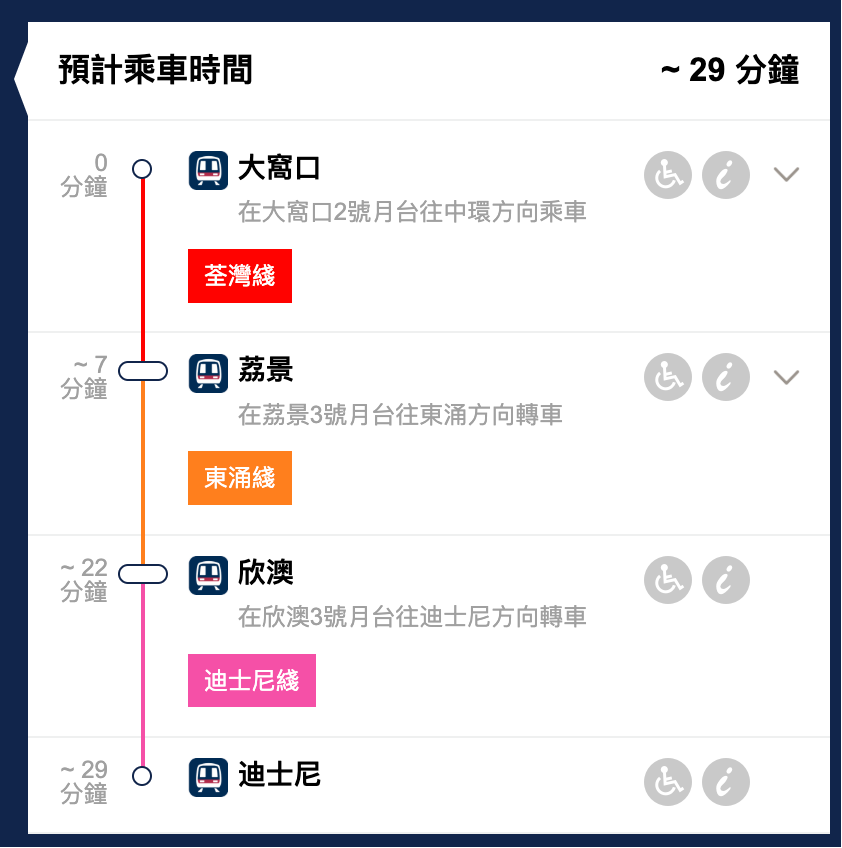 預計乘車時間 ~ 29 分鐘
0
分鐘
大窩口
在大窩口2號月台往中環方向乘車
荃灣綫
~ 7
分鐘
荔景
在荔景3號月台往東涌方向轉車
東涌綫
~ 22
分鐘
欣澳
在欣澳3號月台往迪士尼方向轉車
迪士尼綫
~ 29
分鐘
迪士尼